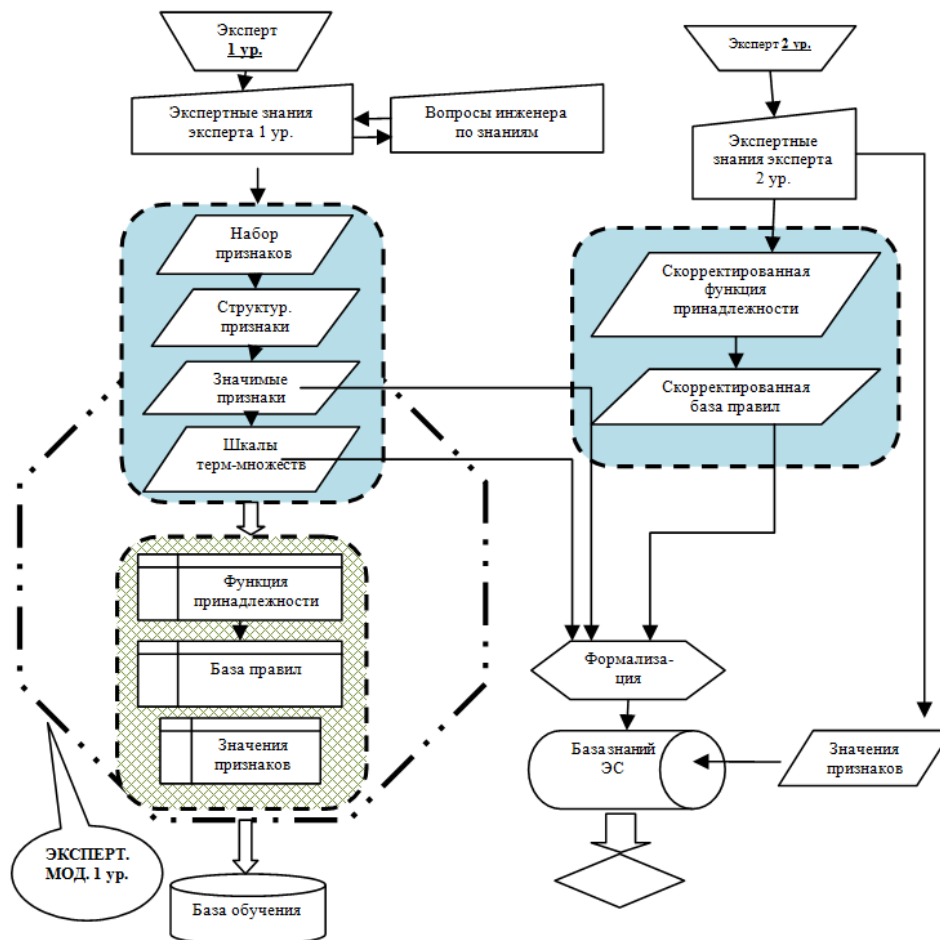 Эксперт
1 ур.
Экспертные знания
эксперта 1 ур.
Вопросы инженера
по знаниям
Набор
признаков
Структур.
признаки
Значимые
признаки
Шкалы
терм-множеств
Функция
принадлежности
База правил
Значения
признаков
ЭКСПЕРТ.
МОД. 1 ур.
База обучения
Эксперт 2 ур.
Экспертные
знания эксперта
2 ур.
Скорректированная
функция
принадлежности
Скорректированная
база правил
Формализа-
ция
База знаний
ЭС
Значения
признаков